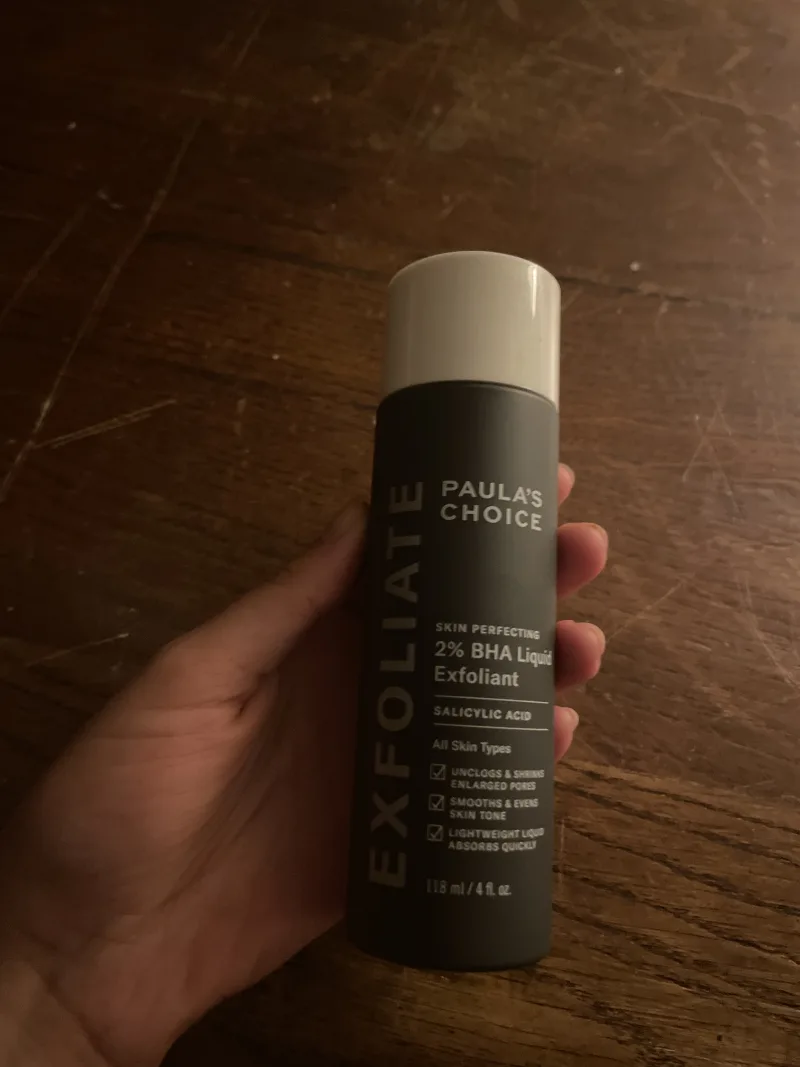 EXFOLIATE
PAULA'S
CHOICE
SKIN PERFECTING
2% BHA Liquid
Exfoliant
SALICYLIC ACID
All Skin Types
UNCLOGS & SHRINKS
ENLARGED PORES
SMOOTHS & EVENS
SKIN TONE
LIGHTWEIGHT LIQUID
ABSORBS QUICKLY
118 ml / 4 fl. oz.